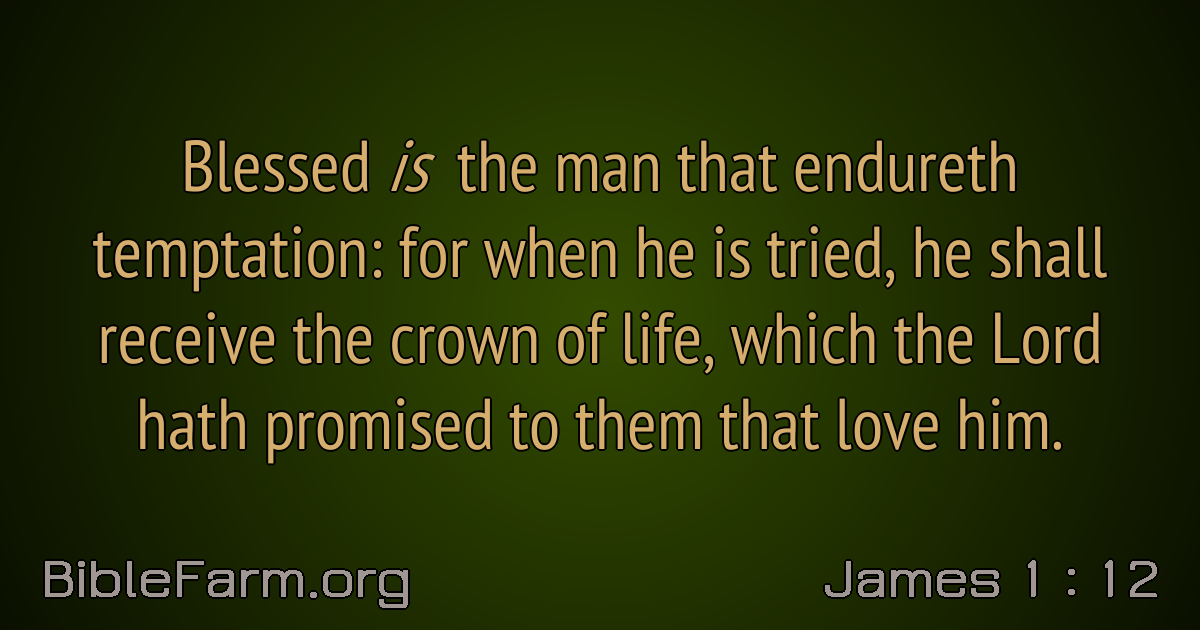 Blessed is the man that endureth
temptation: for when he is tried, he shall
receive the crown of life, which the Lord
hath promised to them that love him.
BibleFarm.org
James 1 : 12